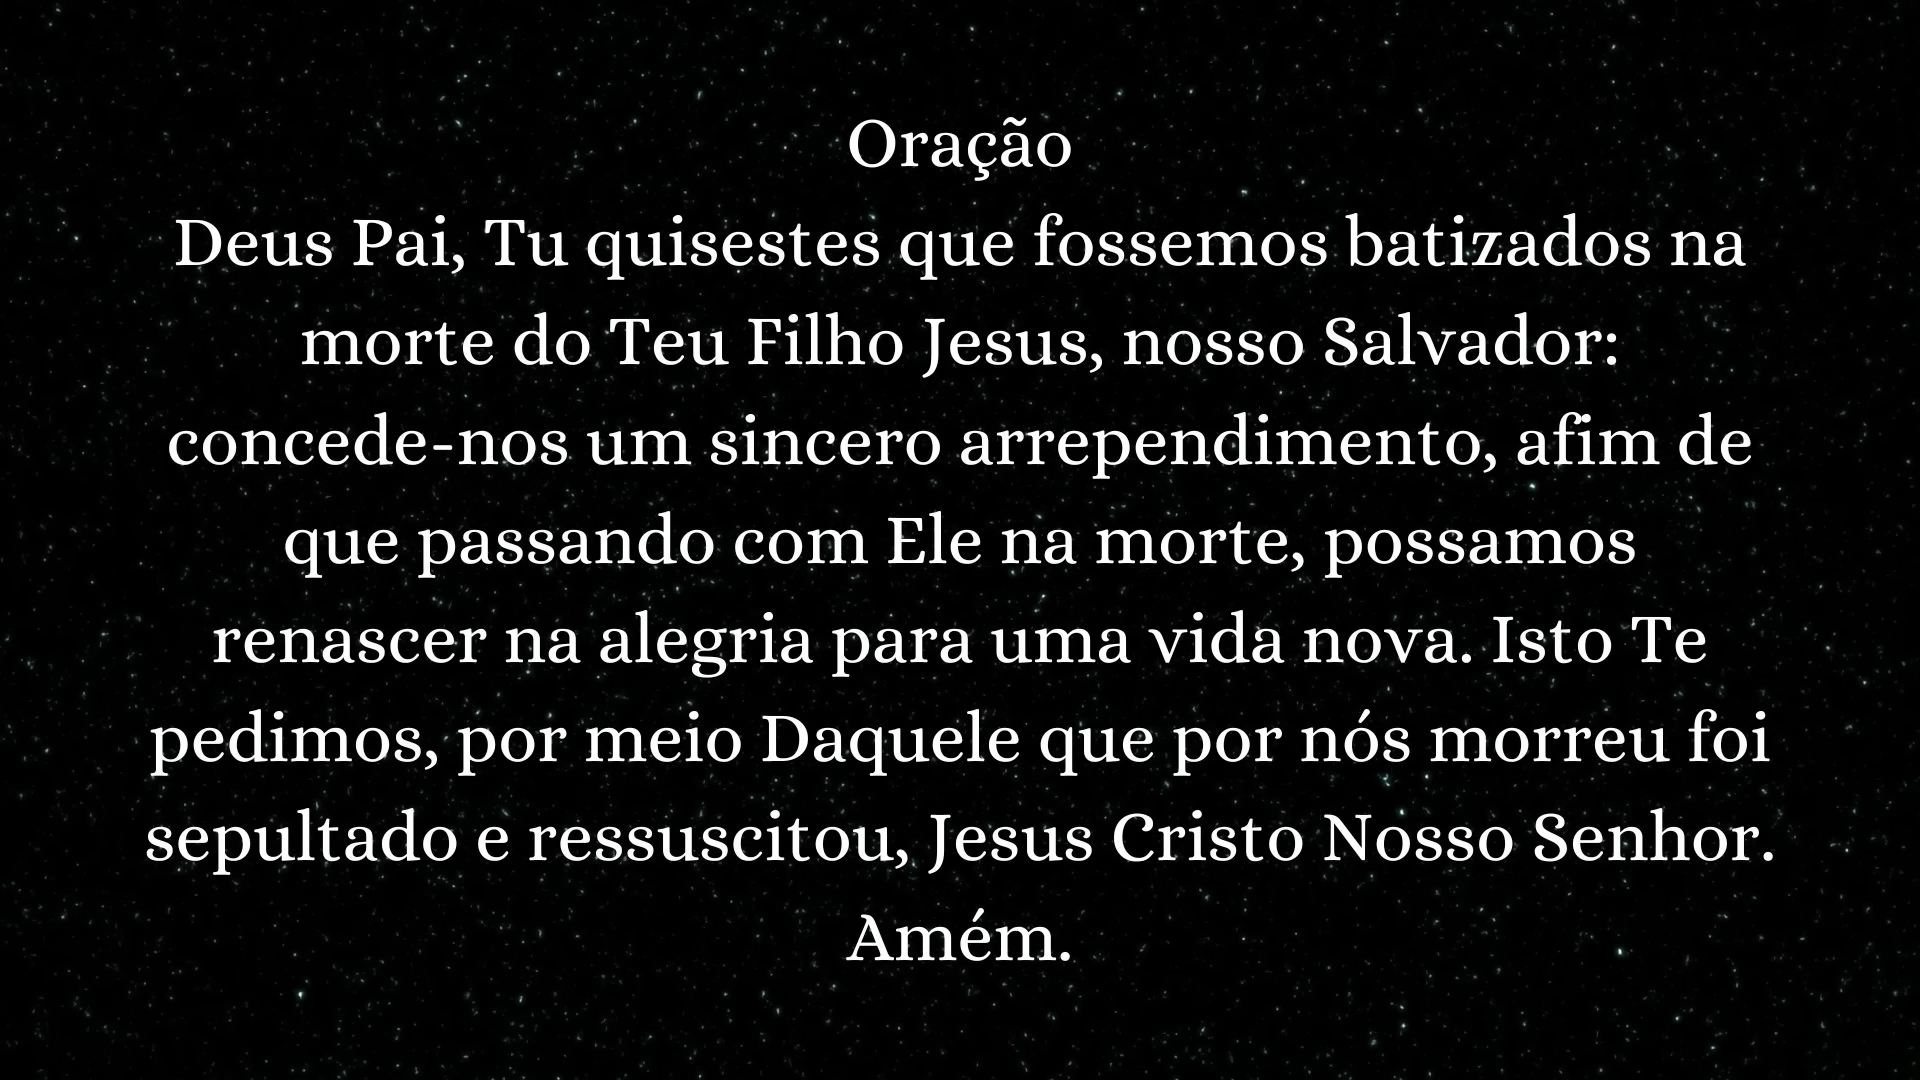 Oração
Deus Pai, Tu quisestes que fossemos batizados na
morte do Teu Filho Jesus, nosso Salvador:
concede-nos um sincero arrependimento, afim de
que passando com Ele na morte, possamos
renascer na alegria para uma vida nova. Isto Te
pedimos, por meio Daquele que por nós morreu foi
sepultado e ressuscitou, Jesus Cristo Nosso Senhor.
Amém.